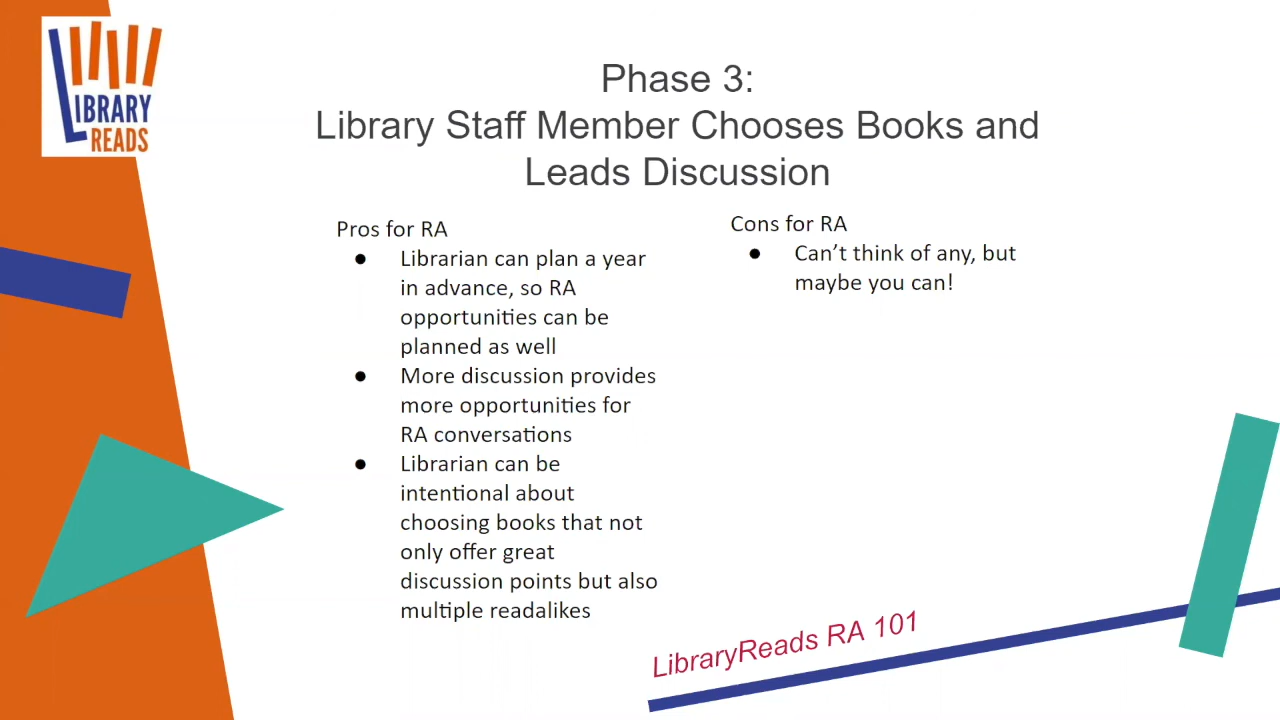 LIBRARY
READS
Phase 3:
Library Staff Member Chooses Books and
Leads Discussion
Pros for RA
● Librarian can plan a year
in advance, so RA
opportunities can be
planned as well
● More discussion provides
more opportunities for
RA conversations
● Librarian can be
intentional about
choosing books that not
only offer great
discussion points but also
multiple readalikes
Cons for RA
● Can’t think of any, but
maybe you can!
LibraryReads RA 101